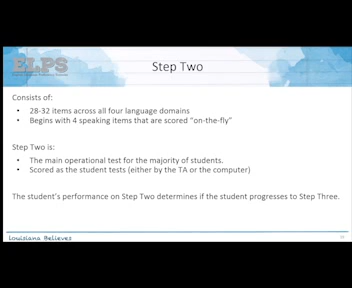 ELPS
Step Two
Consists of:
• 28-32 items across all four language domains
• Begins with 4 speaking items that are scored "on-the-fly"
Step Two is:
• The main operational test for the majority of students.
• Scored as the student tests (either by the TA or the computer)
The student's performance on Step Two determines if the student progresses to Step Three.
Louisiana Believes